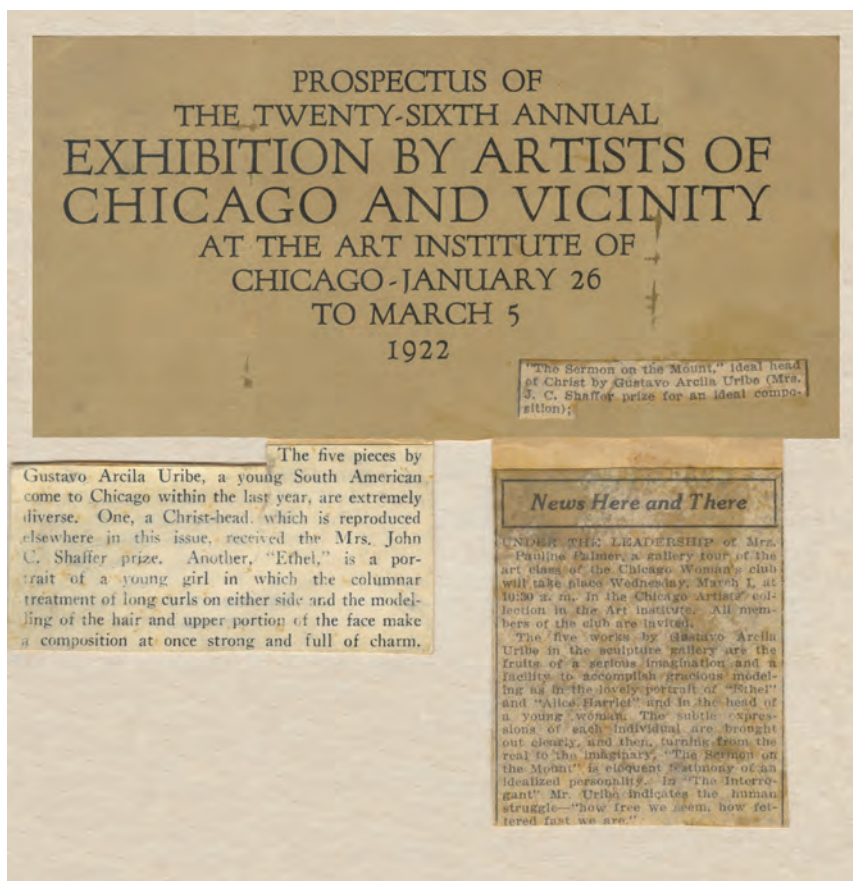 PROSPECTUS OF
THE TWENTY-SIXTH ANNUAL
EXHIBITION BY ARTISTS OF
CHICAGO AND VICINITY
AT THE ART INSTITUTE OF
CHICAGO-JANUARY 26
TO MARCH 5
1922
"The Sermon on the Mount," ideal head
of Christ by Gustavo Arcila Uribe (Mrs.
J. C. Shaffer prize for an ideal compo-
sition);
The five pieces by
Gustavo Arcila Uribe, a young South American
come to Chicago within the last year, are extremely
diverse. One, a Christ-head, which is reproduced
elsewhere in this issue, received the Mrs. John
C. Shaffer prize. Another, "Ethel," is a por-
trait of a young girl in which the columnar
treatment of long curls on either side and the model-
ling of the hair and upper portion of the face make
a composition at once strong and full of charm.
News Here and There
UNDER THE LEADERSHIP of Mrs.
Pauline Palmer, a gallery tour of the
art class of the Chicago Woman's club
will take place Wednesday, March 1, at
10:30 a. m. in the Chicago Artists' col-
lection in the Art institute. All mem-
bers of the club are invited.
The five works by Gustavo Arcila
Uribe in the sculpture gallery are the
fruits of a serious imagination and a
facility to accomplish gracious model-
ing as in the lovely portrait of "Ethel"
and "Alice Harriet" and in the head of
a young woman. The subtle expres-
sions of each individual are brought
out clearly, and then, turning from the
real to the imaginary, "The Sermon on
the Mount" is eloquent testimony of an
idealized personality. In "The Interro-
gant" Mr. Uribe indicates the human
struggle—"how free we seem, how fet-
tered fast we are."